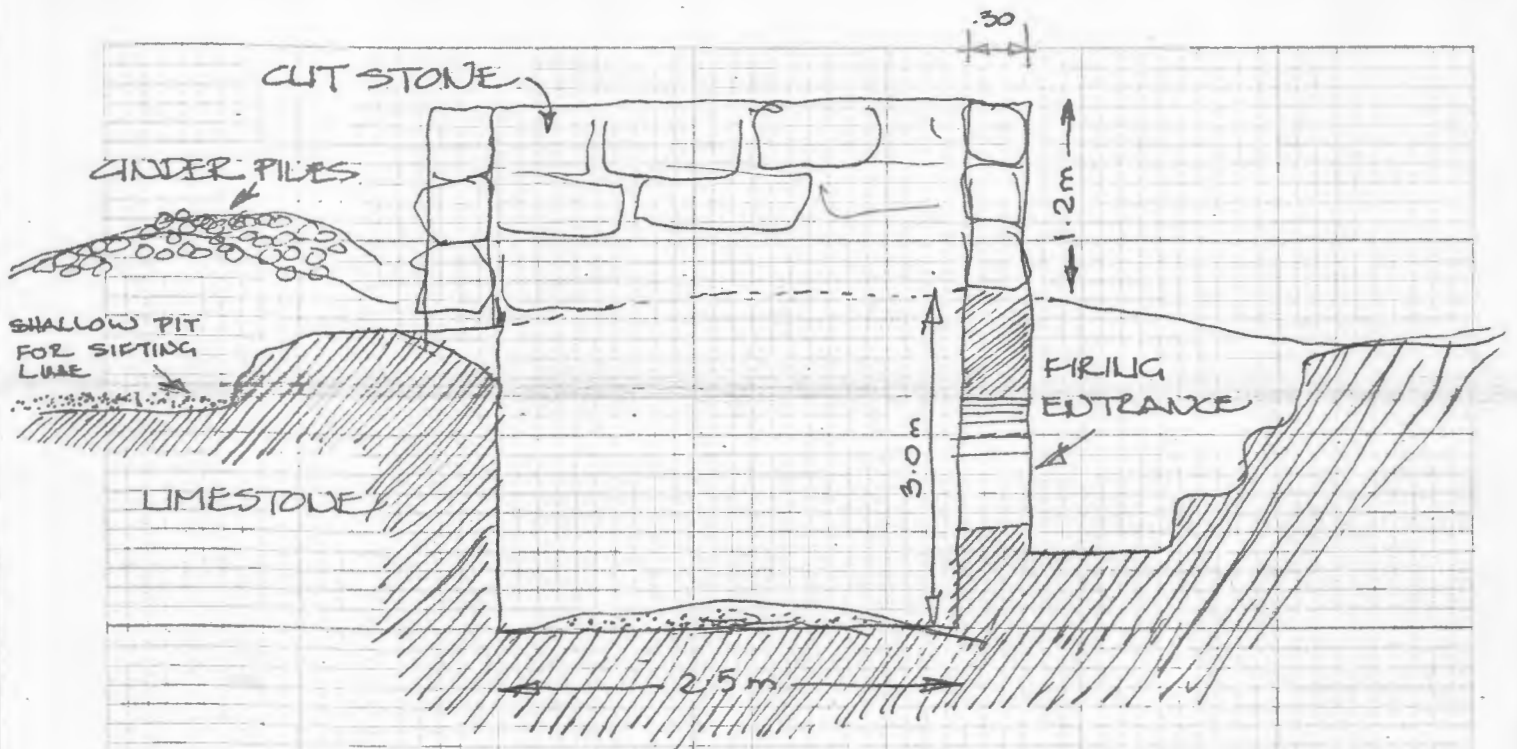 .30
CUT STONE
CINDER PILES
1.2m
SHALLOW PIT
FOR SIFTING
LIME
FIRING
ENTRANCE
3.0m
LIMESTONE
2.5m